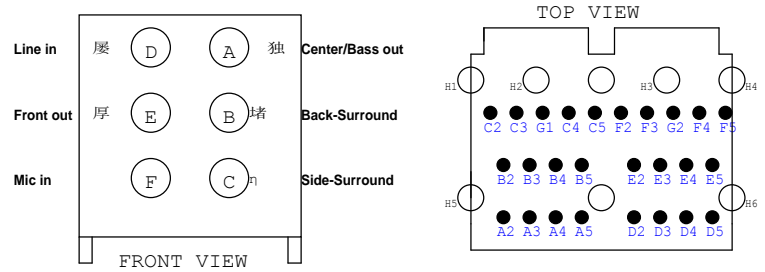 TOP VIEW
Line in 屡 D A 独 Center/Bass out
H1 H2 H3 H4
Front out 厚 E B 堵 Back-Surround
C2 C3 G1 C4 C5 F2 F3 G2 F4 F5
Mic in F C η Side-Surround
B2 B3 B4 B5 E2 E3 E4 E5
H5 H6
A2 A3 A4 A5 D2 D3 D4 D5
FRONT VIEW